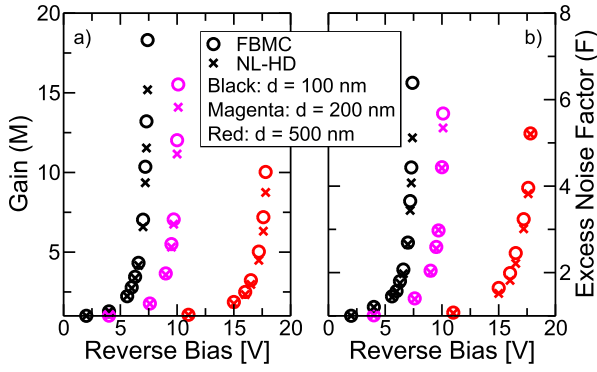 20
15
10
5
Gain (M)
a)
0
5
10
15
20
Reverse Bias [V]
FBMC
NL-HD
Black: d = 100 nm
Magenta: d = 200 nm
Red: d = 500 nm
b)
8
6
4
2
Excess Noise Factor (F)
0
5
10
15
20
Reverse Bias [V]